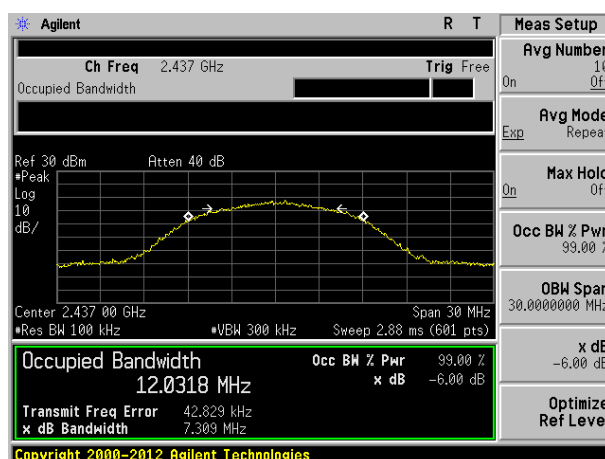 Agilent R T Meas Setup
Ch Freq 2.437 GHz Trig Free
Occupied Bandwidth
Avg Number
10
On Off
Avg Mode
Exp Repeat
Ref 30 dBm Atten 40 dB
#Peak
Log
10
dB/
Max Hold
On Off
Occ BW % Pwr
99.00 %
Center 2.437 00 GHz Span 30 MHz
#Res BW 100 kHz #VBW 300 kHz Sweep 2.88 ms (601 pts)
OBW Span
30.0000000 MHz
Occupied Bandwidth Occ BW % Pwr 99.00 %
12.0318 MHz x dB -6.00 dB
Transmit Freq Error 42.829 kHz
x dB Bandwidth 7.309 MHz
x dB
-6.00 dB
Optimize
Ref Level
Copyright 2000-2012 Agilent Technologies